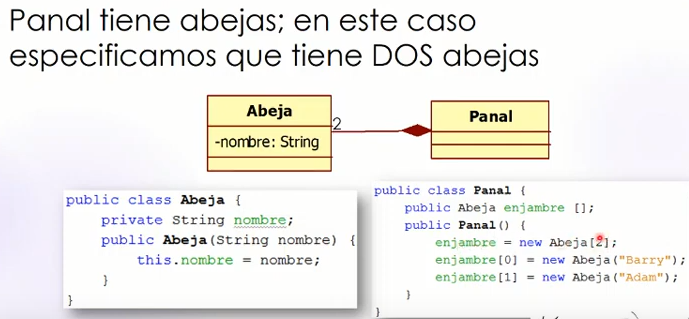 Panal tiene abejas; en este caso
especificamos que tiene DOS abejas
Abeja
-nombre: String
2
Panal
public class Abeja {
private String nombre;
public Abeja(String nombre) {
this.nombre = nombre;
}
}
public class Panal {
public Abeja enjambre [];
public Panal() {
enjambre = new Abeja[2];
enjambre[0] = new Abeja("Barry");
enjambre[1] = new Abeja("Adam");
}
}